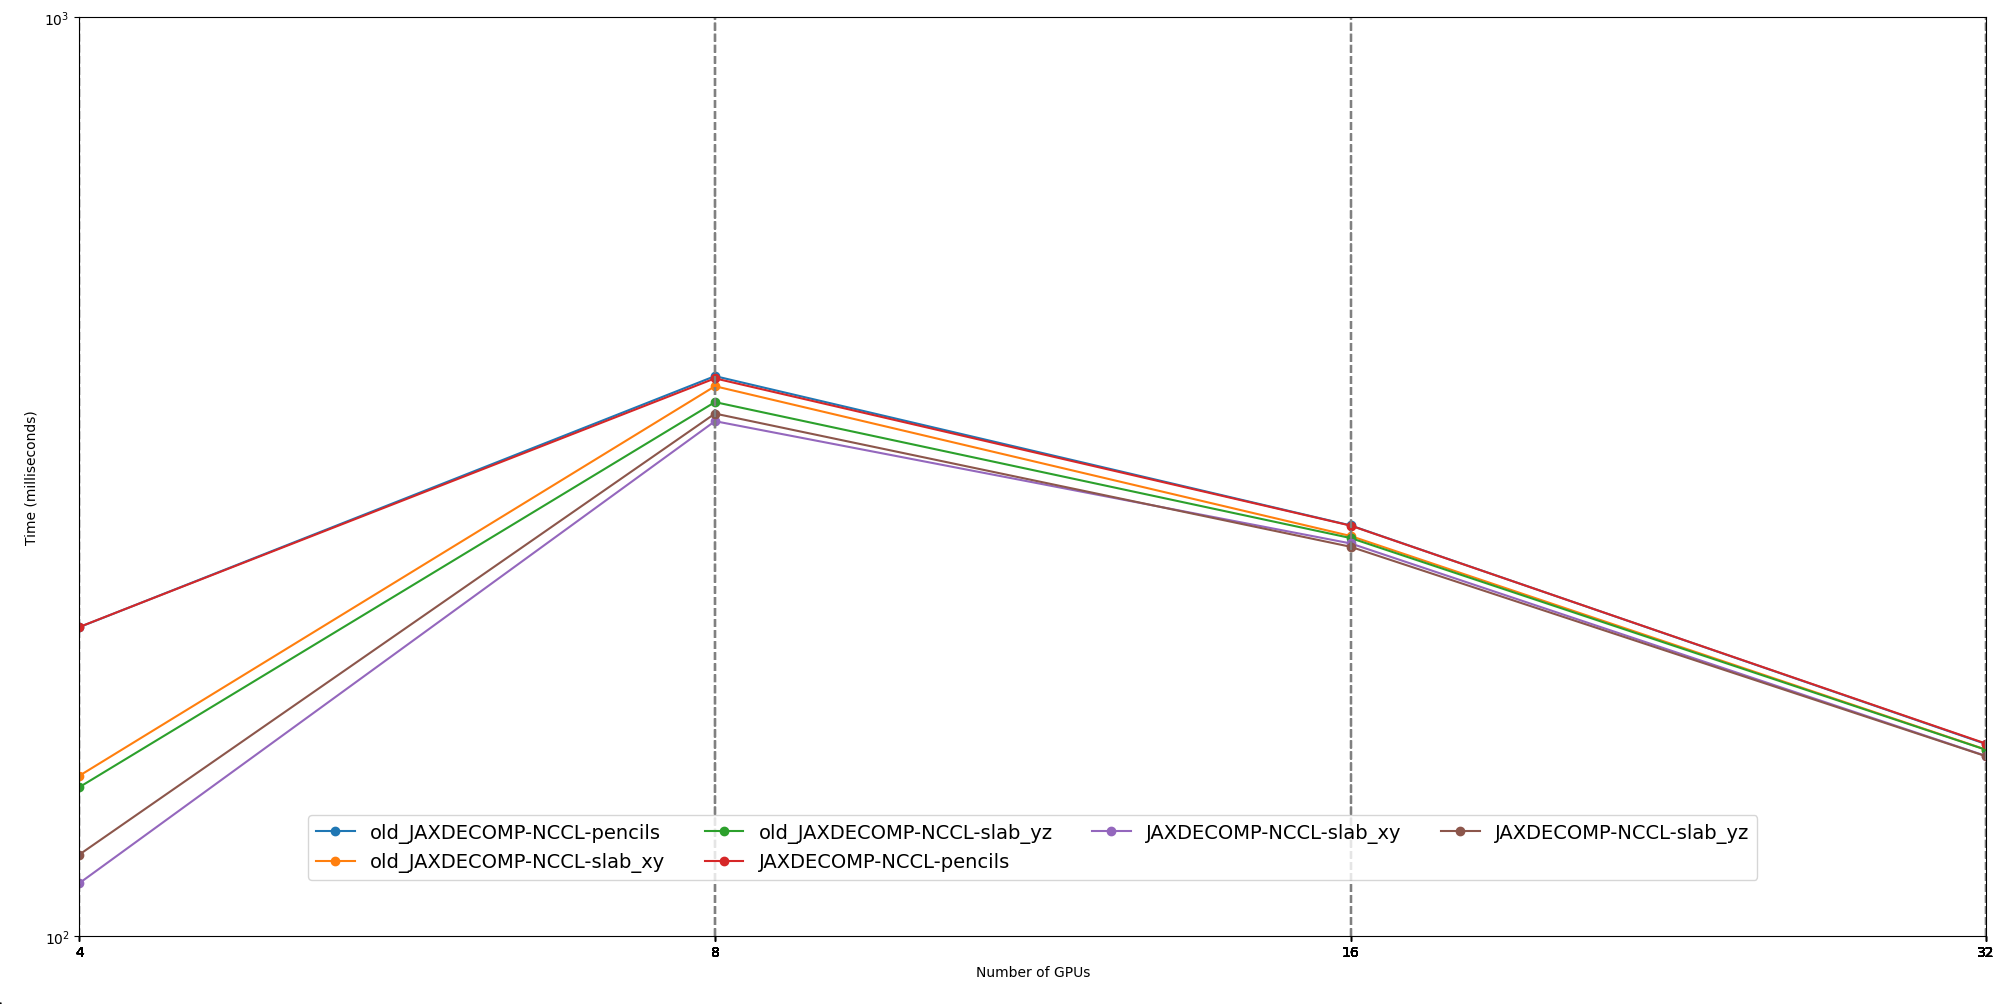 10³
Time (milliseconds)
old_JAXDECOMP-NCCL-pencils
old_JAXDECOMP-NCCL-slab_xy
old_JAXDECOMP-NCCL-slab_yz
JAXDECOMP-NCCL-pencils
JAXDECOMP-NCCL-slab_xy
JAXDECOMP-NCCL-slab_yz
10²
4 8 16 32
Number of GPUs